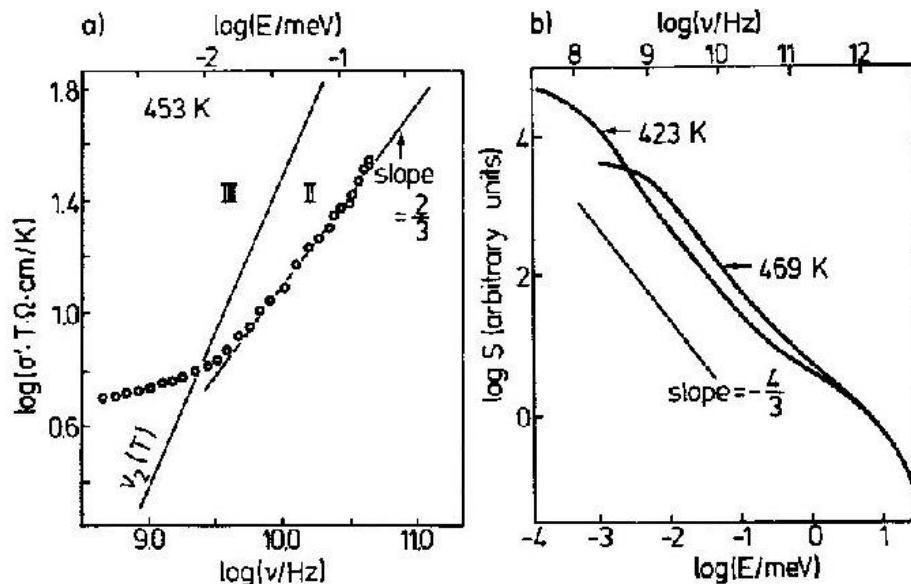 a)
log(E/meV)
-2 -1
1.8
453 K
III II
slope
= 2/3
1.4
1.0
0.6
log(σ'·T·Ω·cm/K)
ν₂(T)
9.0 10.0 11.0
log(ν/Hz)
b)
log(ν/Hz)
8 9 10 11 12
4
423 K
469 K
2
slope=-4/3
0
log S (arbitrary units)
-4 -3 -2 -1 0 1
log(E/meV)